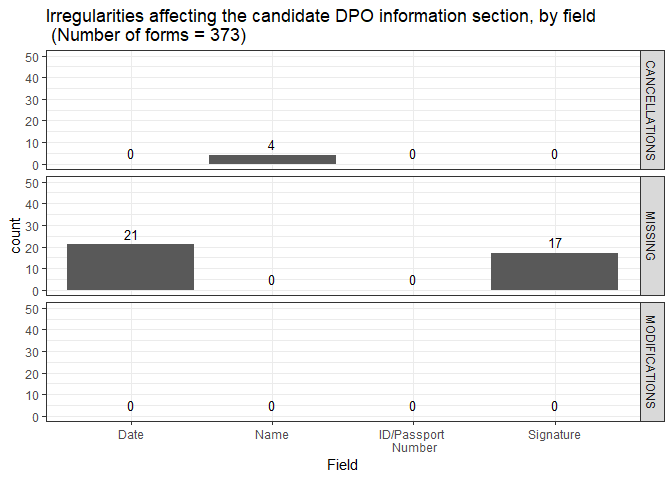 Irregularities affecting the candidate DPO information section, by field
(Number of forms = 373)
50
40
30
20
10
0
0
4
0
0
CANCELLATIONS
count
50
40
30
20
10
0
21
0
0
17
MISSING
50
40
30
20
10
0
0
0
0
0
MODIFICATIONS
Date
Name
ID/Passport
Number
Signature
Field